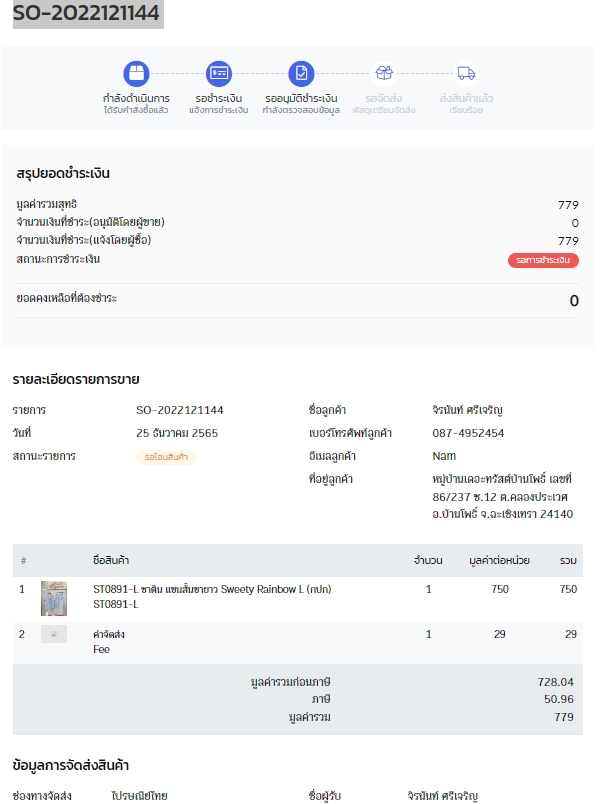 SO-2022121144
กำลังดำเนินการ รอชำระเงิน รออนุมัติชำระเงิน รอจัดส่ง ส่งสินค้าแล้ว
ได้รับคำสั่งซื้อแล้ว แจ้งการชำระเงิน กำลังตรวจสอบข้อมูล พัสดุเตรียมจัดส่ง เรียบร้อย
สรุปยอดชำระเงิน
มูลค่ารวมสุทธิ 779
จำนวนเงินที่ชำระ(อนุมัติโดยผู้ขาย) 0
จำนวนเงินที่ชำระ(แจ้งโดยผู้ซื้อ) 779
สถานะการชำระเงิน รอการชำระเงิน
ยอดคงเหลือที่ต้องชำระ 0
รายละเอียดรายการขาย
รายการ SO-2022121144 ชื่อลูกค้า จิรนันท์ ศรีเจริญ
วันที่ 25 ธันวาคม 2565 เบอร์โทรศัพท์ลูกค้า 087-4952454
สถานะรายการ รอโอนสินค้า อีเมลลูกค้า Nam
ที่อยู่ลูกค้า หมู่บ้านเดอะทรัสต์บ้านโพธิ์ เลขที่
86/237 ซ.12 ต.คลองประเวศ
อ.บ้านโพธิ์ จ.ฉะเชิงเทรา 24140
# ชื่อสินค้า จำนวน มูลค่าต่อหน่วย รวม
1 ST0891-L ซาติน แขนสั้นขายาว Sweety Rainbow L (กปก) 1 750 750
ST0891-L
2 ค่าจัดส่ง 1 29 29
Fee
มูลค่ารวมก่อนภาษี 728.04
ภาษี 50.96
มูลค่ารวม 779
ข้อมูลการจัดส่งสินค้า
ช่องทางจัดส่ง ไปรษณีย์ไทย ชื่อผู้รับ จิรนันท์ ศรีเจริญ